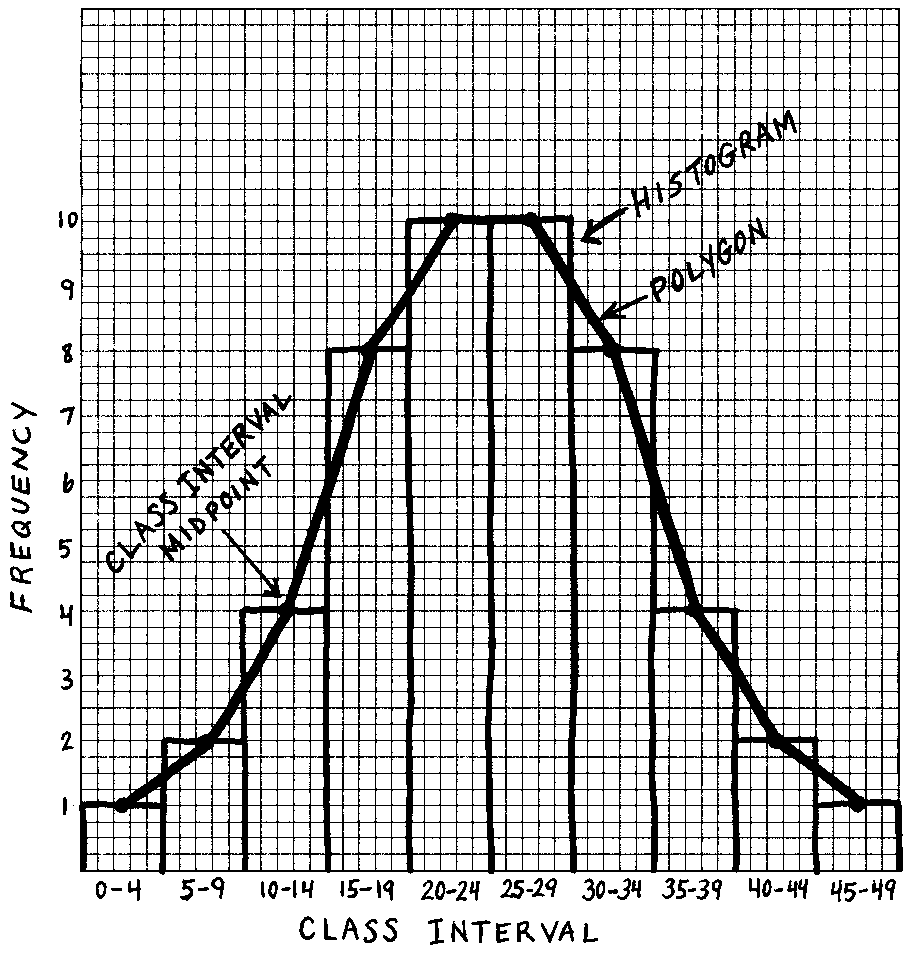 HISTOGRAM
POLYGON
CLASS INTERVAL
MIDPOINT
FREQUENCY
10
9
8
7
6
5
4
3
2
1
0-4 5-9 10-14 15-19 20-24 25-29 30-34 35-39 40-44 45-49
CLASS INTERVAL